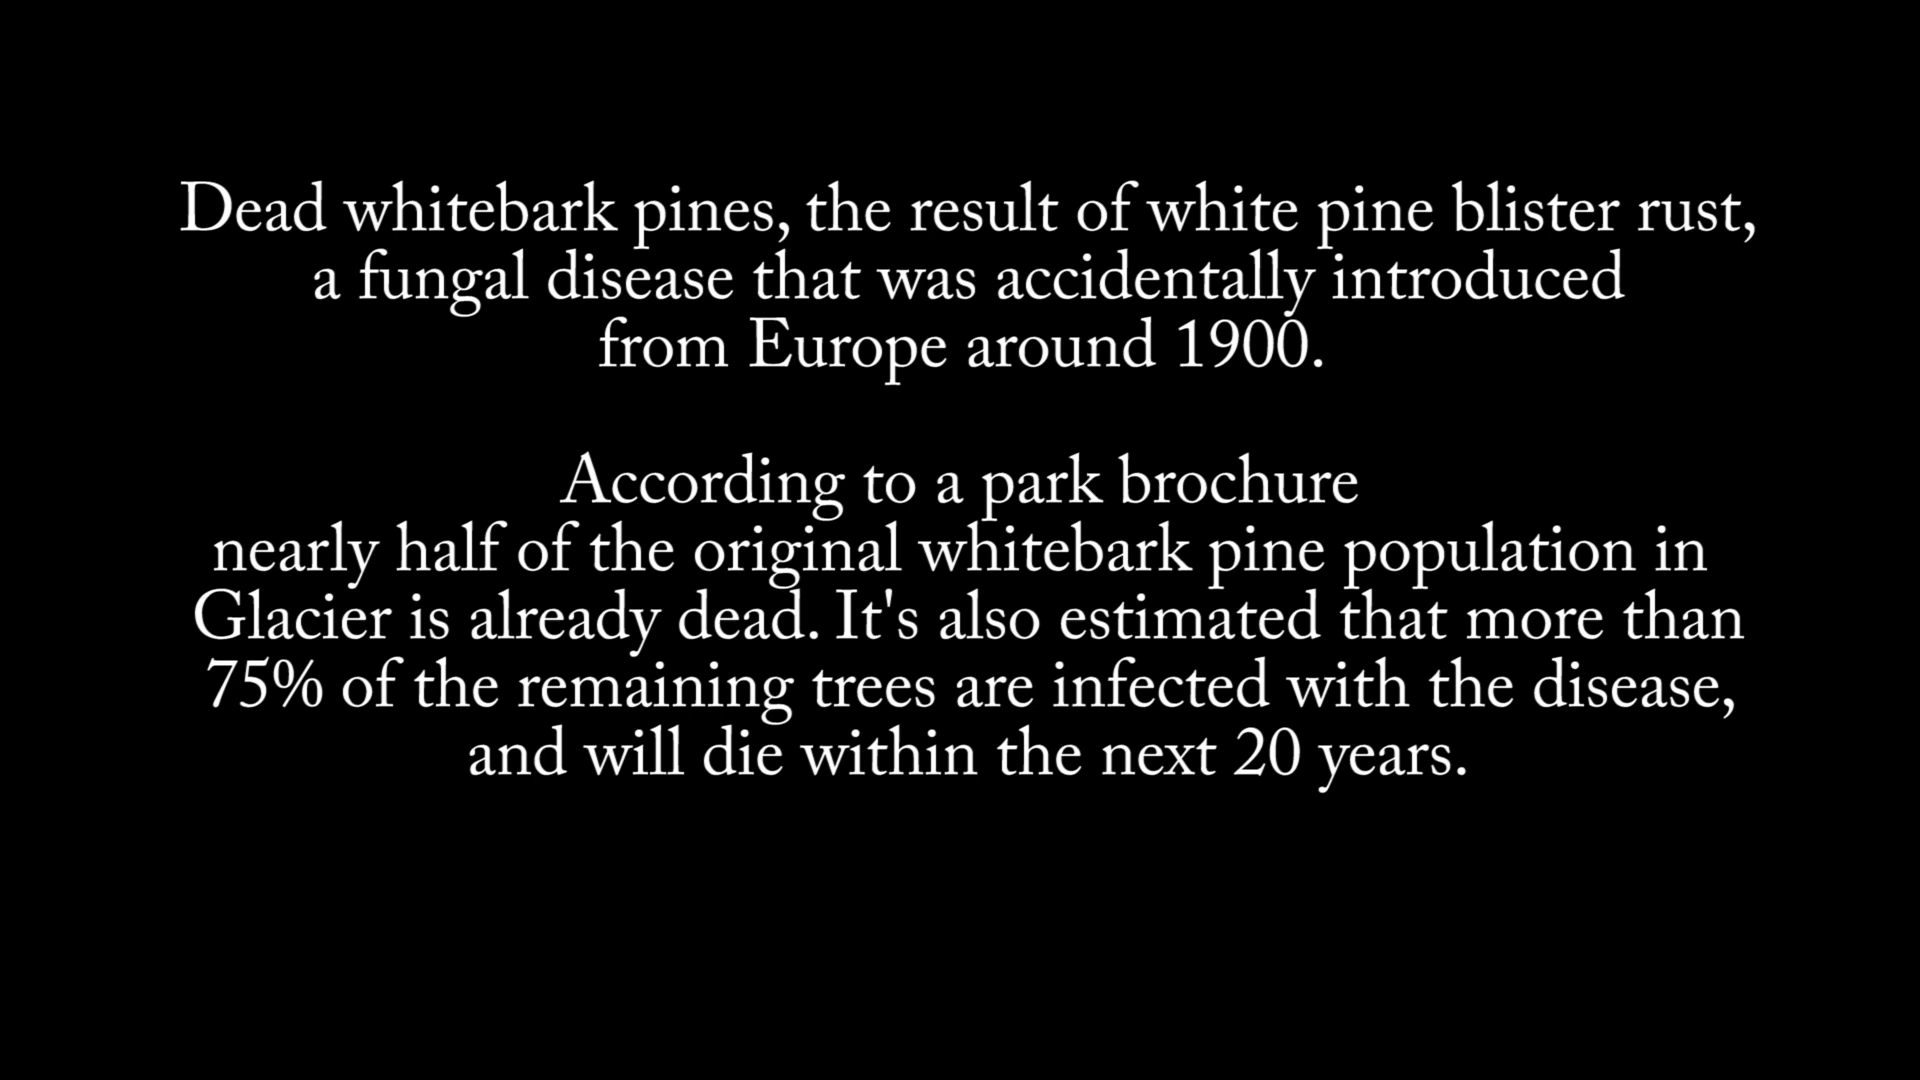 Dead whitebark pines, the result of white pine blister rust,
a fungal disease that was accidentally introduced
from Europe around 1900.
According to a park brochure
nearly half of the original whitebark pine population in
Glacier is already dead. It's also estimated that more than
75% of the remaining trees are infected with the disease,
and will die within the next 20 years.